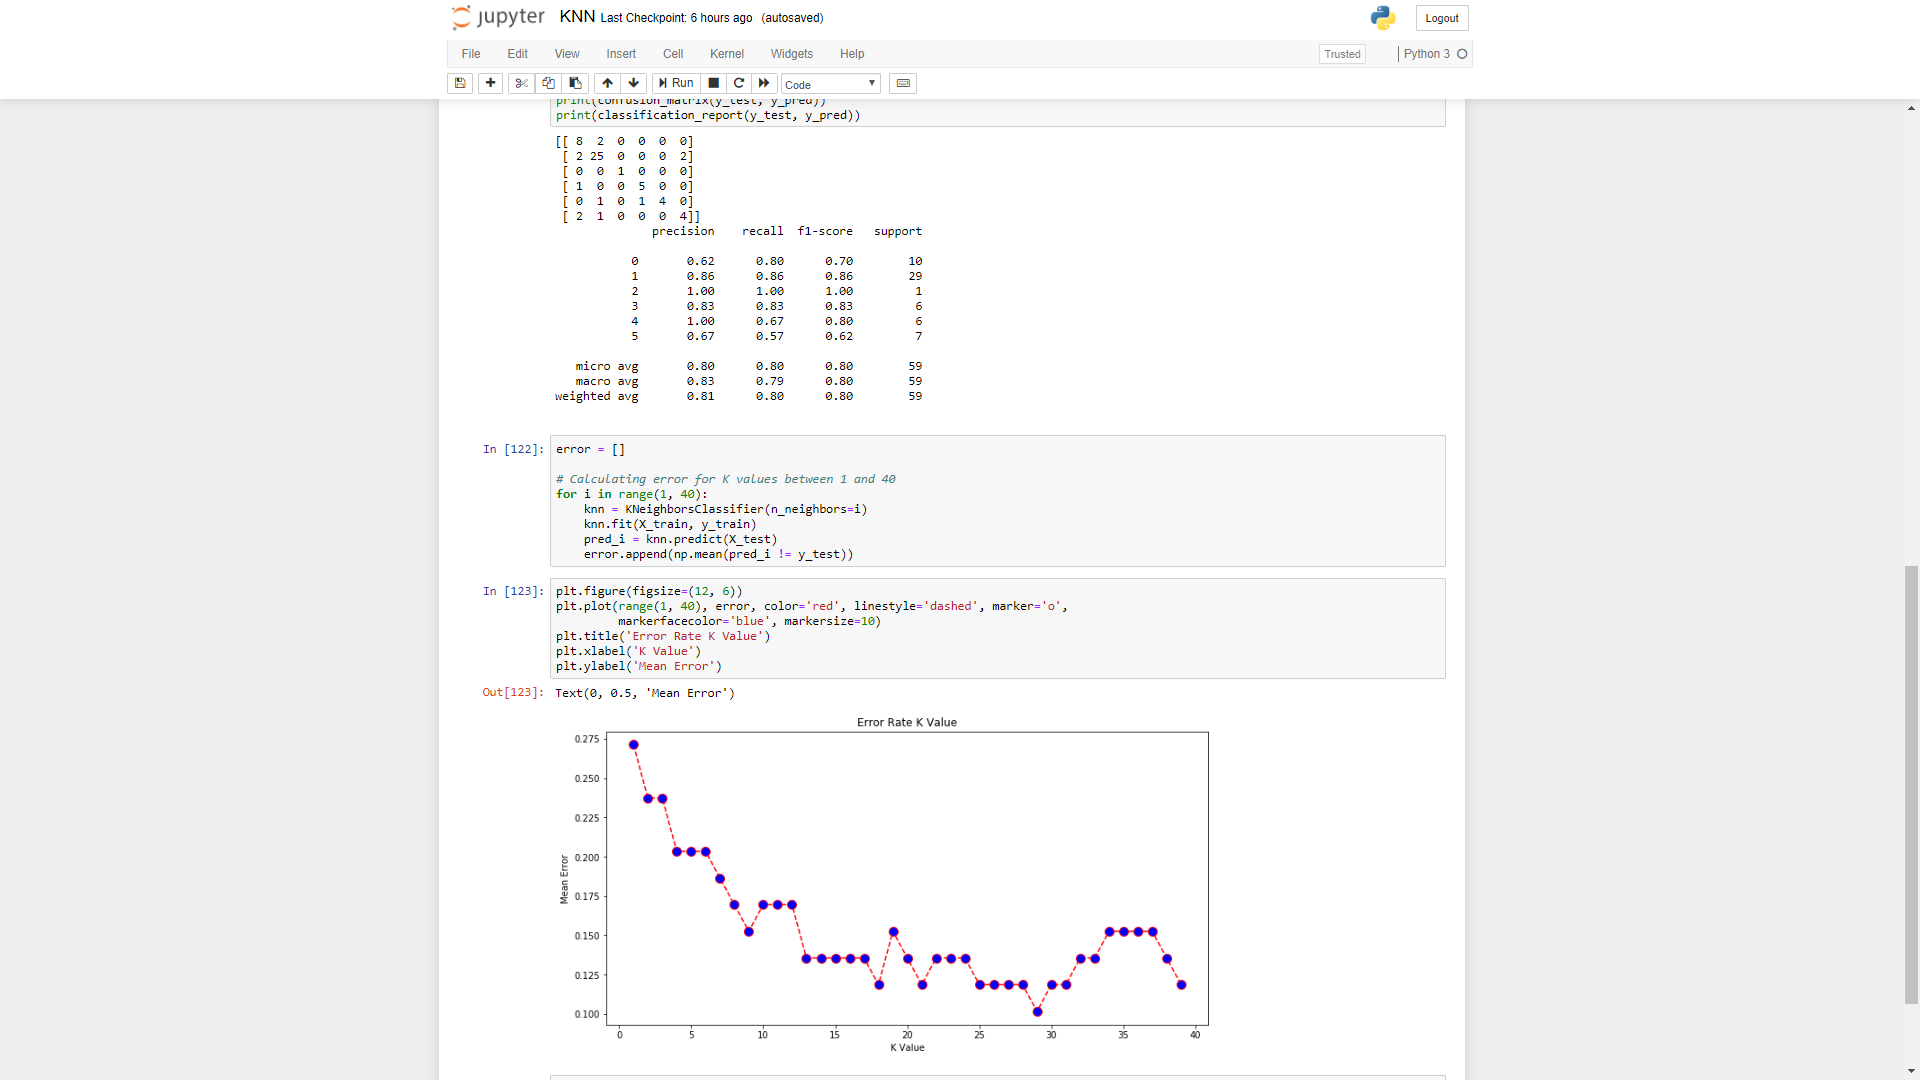 jupyter KNN Last Checkpoint: 6 hours ago (autosaved) Logout
File Edit View Insert Cell Kernel Widgets Help Trusted Python 3
Run Code
print(confusion_matrix(y_test, y_pred))
print(classification_report(y_test, y_pred))
[[ 8  2  0  0  0  0]
 [ 2 25  0  0  0  2]
 [ 0  0  1  0  0  0]
 [ 1  0  0  5  0  0]
 [ 0  1  0  1  4  0]
 [ 2  1  0  0  0  4]]
              precision    recall  f1-score   support
           0       0.62      0.80      0.70        10
           1       0.86      0.86      0.86        29
           2       1.00      1.00      1.00         1
           3       0.83      0.83      0.83         6
           4       1.00      0.67      0.80         6
           5       0.67      0.57      0.62         7
   micro avg       0.80      0.80      0.80        59
   macro avg       0.83      0.79      0.80        59
weighted avg       0.81      0.80      0.80        59
In [122]: error = []
# Calculating error for K values between 1 and 40
for i in range(1, 40):
    knn = KNeighborsClassifier(n_neighbors=i)
    knn.fit(X_train, y_train)
    pred_i = knn.predict(X_test)
    error.append(np.mean(pred_i != y_test))
In [123]: plt.figure(figsize=(12, 6))
plt.plot(range(1, 40), error, color='red', linestyle='dashed', marker='o',
         markerfacecolor='blue', markersize=10)
plt.title('Error Rate K Value')
plt.xlabel('K Value')
plt.ylabel('Mean Error')
Out[123]: Text(0, 0.5, 'Mean Error')
Error Rate K Value
0.275
0.250
0.225
0.200
0.175
0.150
0.125
0.100
Mean Error
0 5 10 15 20 25 30 35 40
K Value